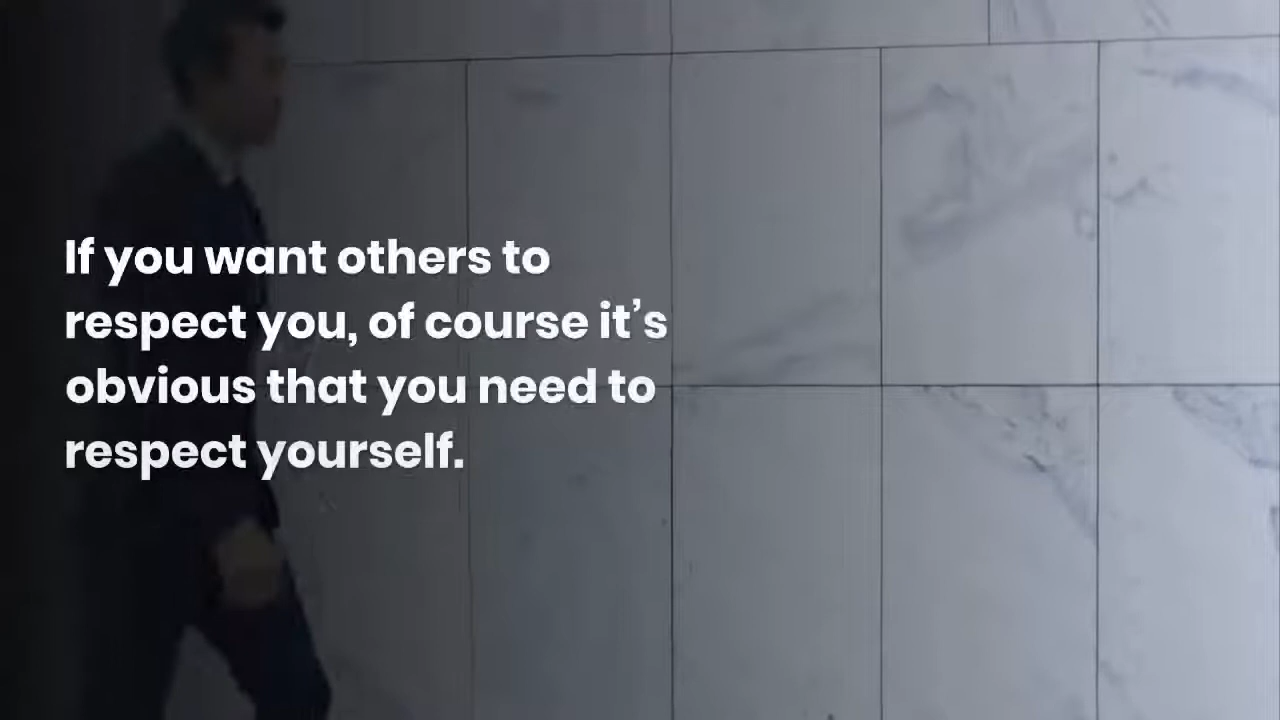 If you want others to
respect you, of course it’s
obvious that you need to
respect yourself.